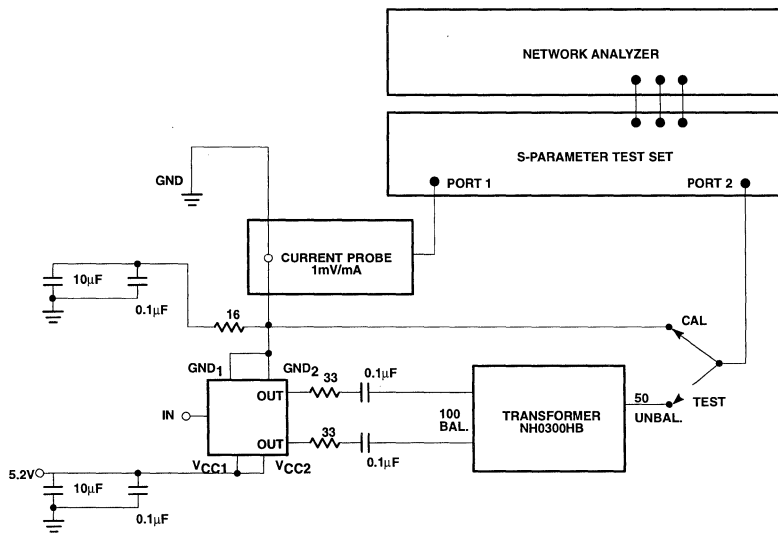 NETWORK ANALYZER
S-PARAMETER TEST SET
PORT 1
PORT 2
GND
CURRENT PROBE
1mV/mA
10µF
0.1µF
16
CAL
GND1
GND2
33
0.1µF
OUT
IN
OUT
33
0.1µF
100
BAL.
TRANSFORMER
NH0300HB
50
UNBAL.
TEST
VCC1
VCC2
5.2V
10µF
0.1µF